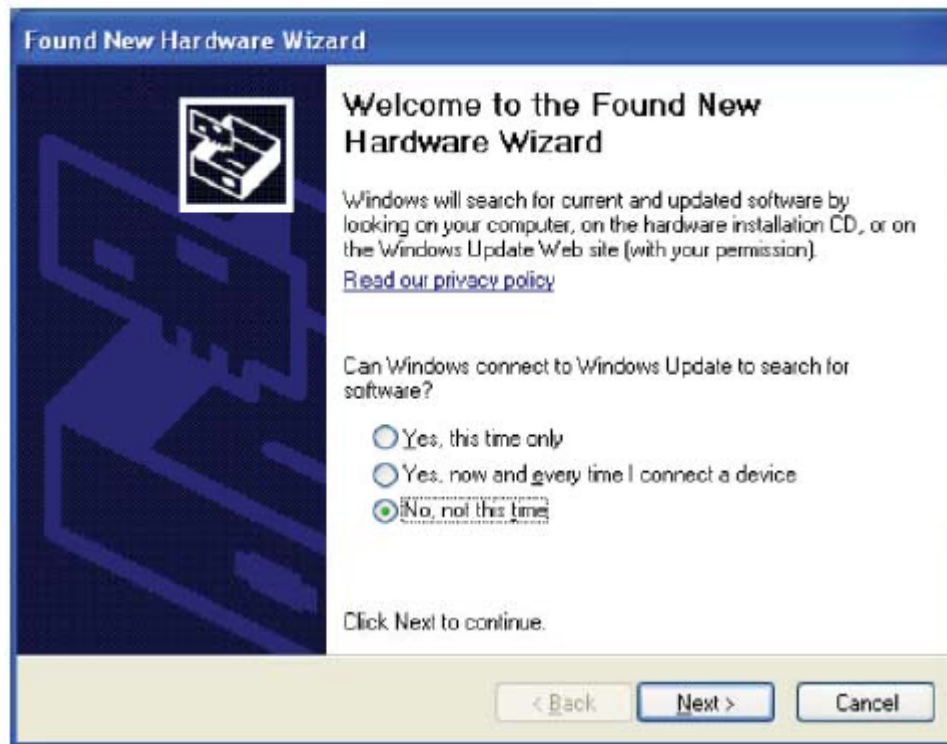 Found New Hardware Wizard
Welcome to the Found New
Hardware Wizard
Windows will search for current and updated software by
looking on your computer, on the hardware installation CD, or on
the Windows Update Web site (with your permission).
Read our privacy policy
Can Windows connect to Windows Update to search for
software?
Yes, this time only
Yes, now and every time I connect a device
No, not this time
Click Next to continue.
< Back
Next >
Cancel